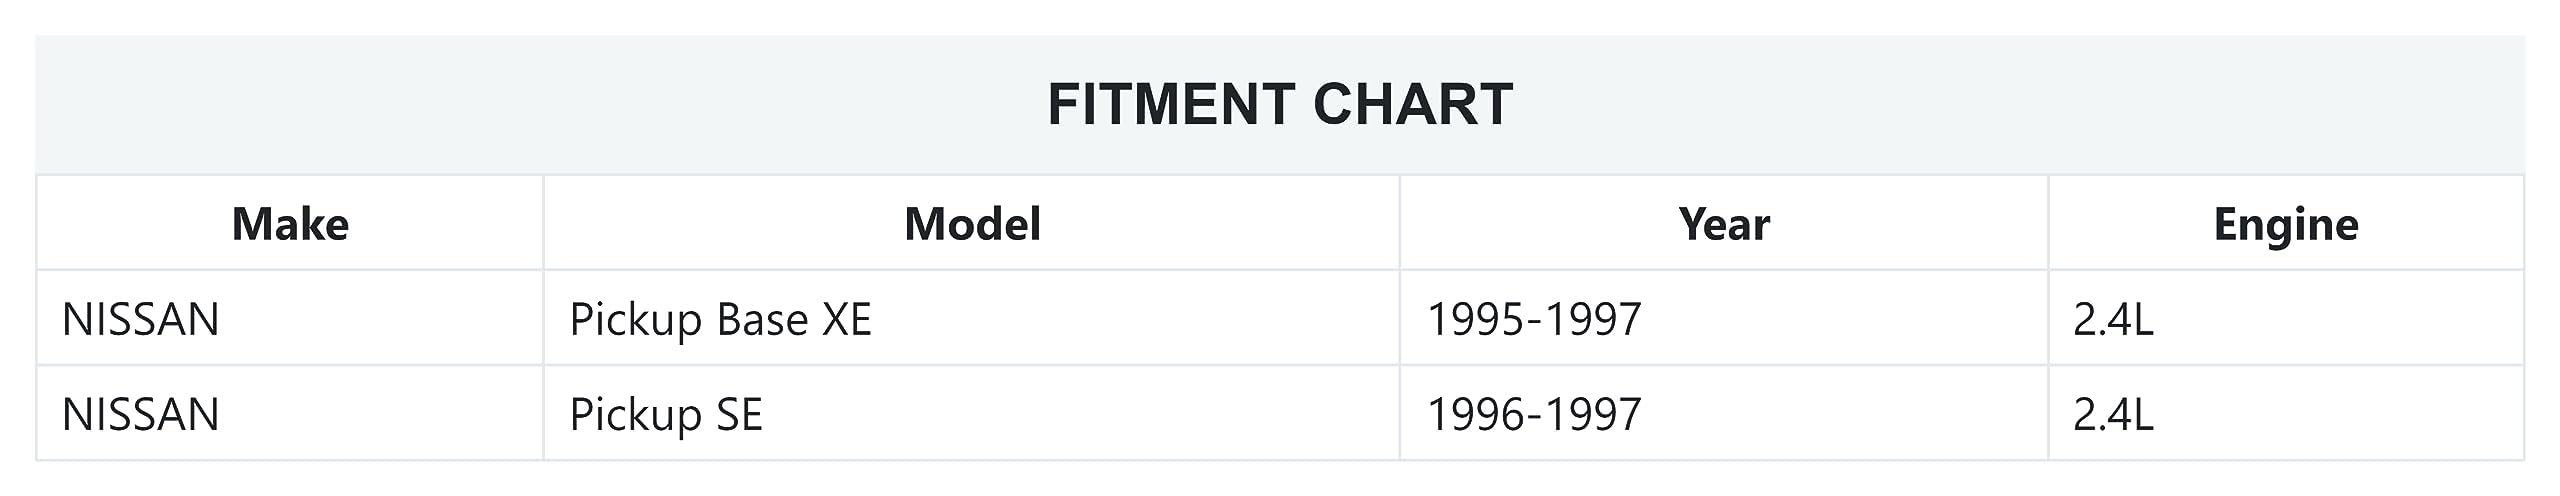 FITMENT CHART
Make Model Year Engine
NISSAN Pickup Base XE 1995-1997 2.4L
NISSAN Pickup SE 1996-1997 2.4L